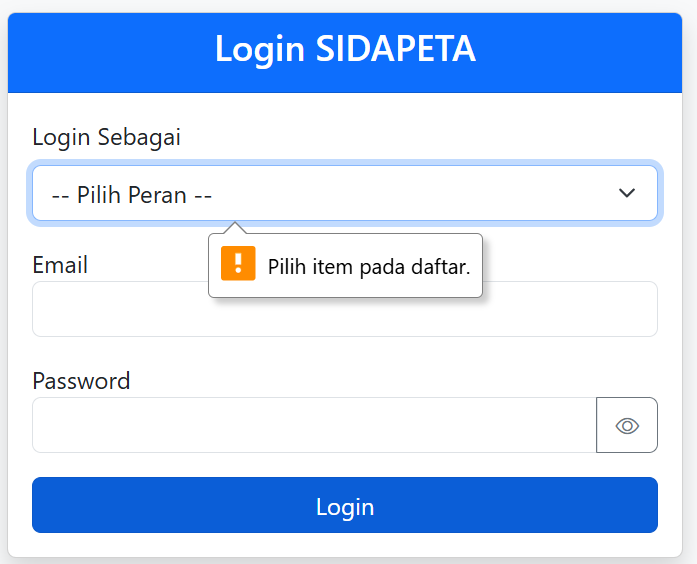 Login SIDAPETA
Login Sebagai
-- Pilih Peran --
Pilih item pada daftar.
Email
Password
Login